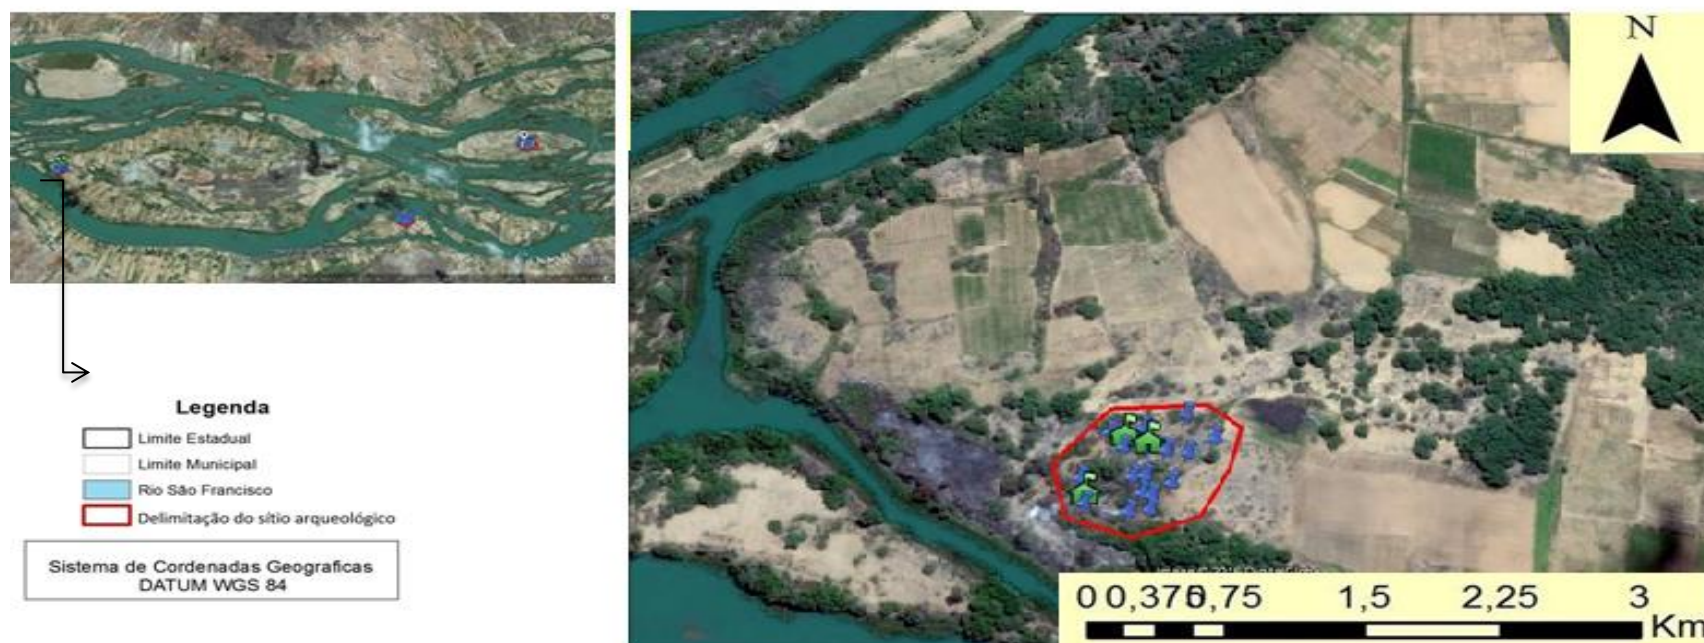 Legenda
Limite Estadual
Limite Municipal
Rio São Francisco
Delimitação do sítio arqueológico
Sistema de Cordenadas Geograficas
DATUM WGS 84
N
0 0,375 0,75 1,5 2,25 3
Km